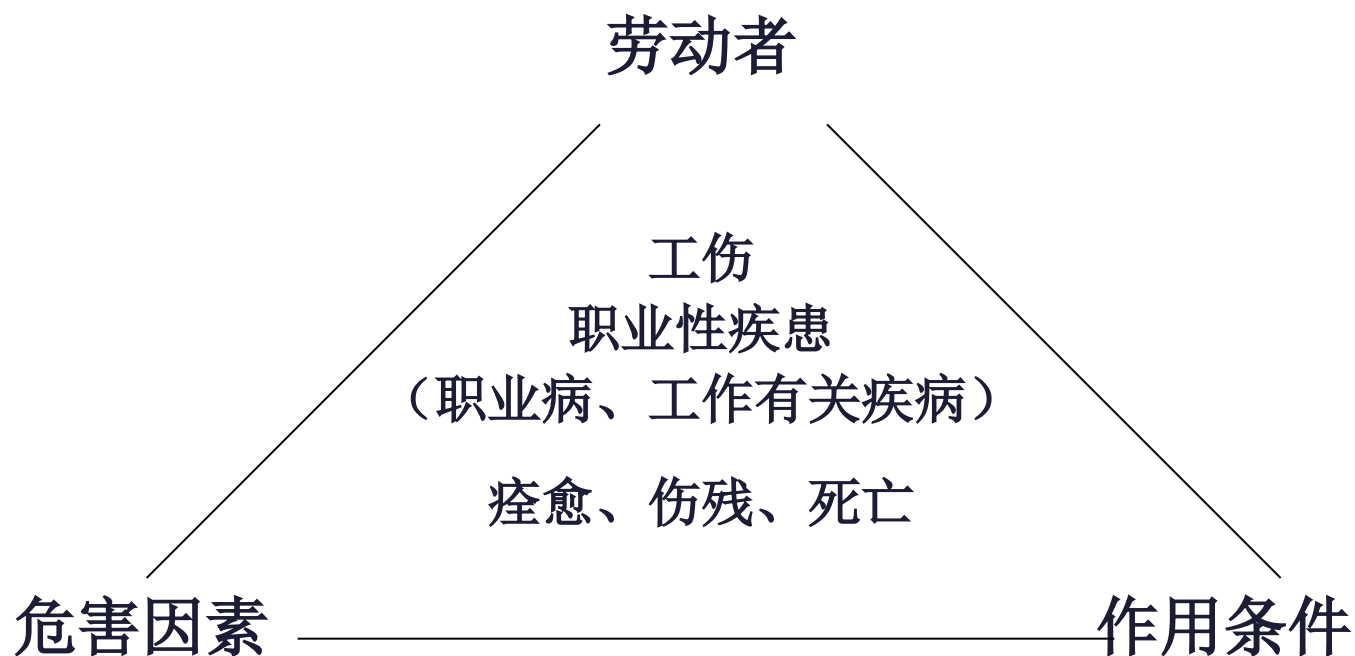 劳动者
工伤
职业性疾患
（职业病、工作有关疾病）
痊愈、伤残、死亡
危害因素
作用条件